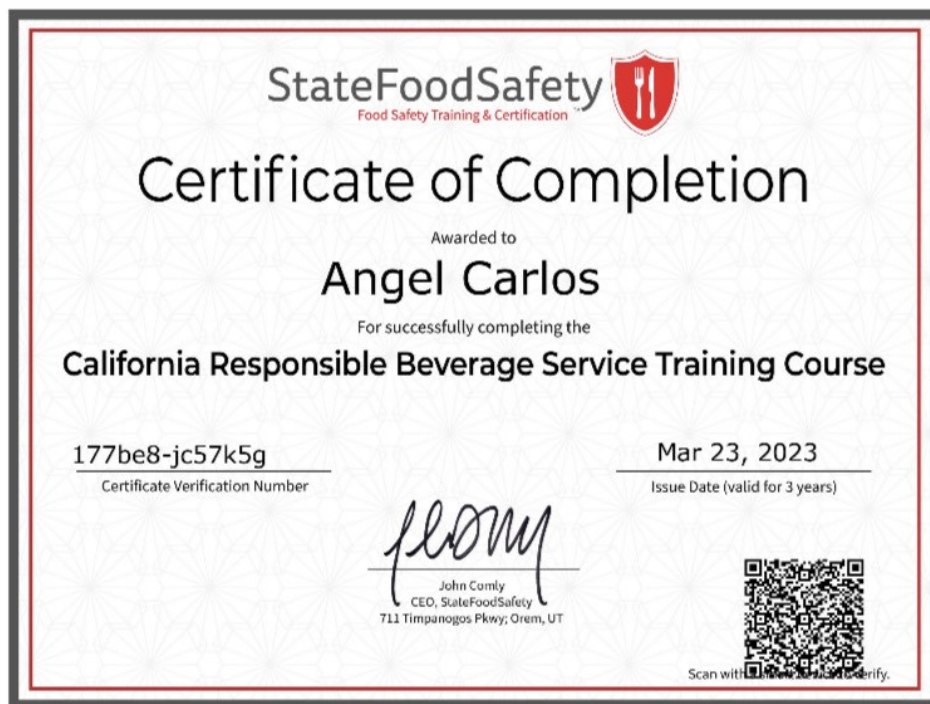 StateFoodSafety
Food Safety Training & Certification
Certificate of Completion
Awarded to
Angel Carlos
For successfully completing the
California Responsible Beverage Service Training Course
177be8-jc57k5g
Certificate Verification Number
Mar 23, 2023
Issue Date (valid for 3 years)
John Comly
CEO, StateFoodSafety
711 Timpanogos Pkwy; Orem, UT
Scan with verify.